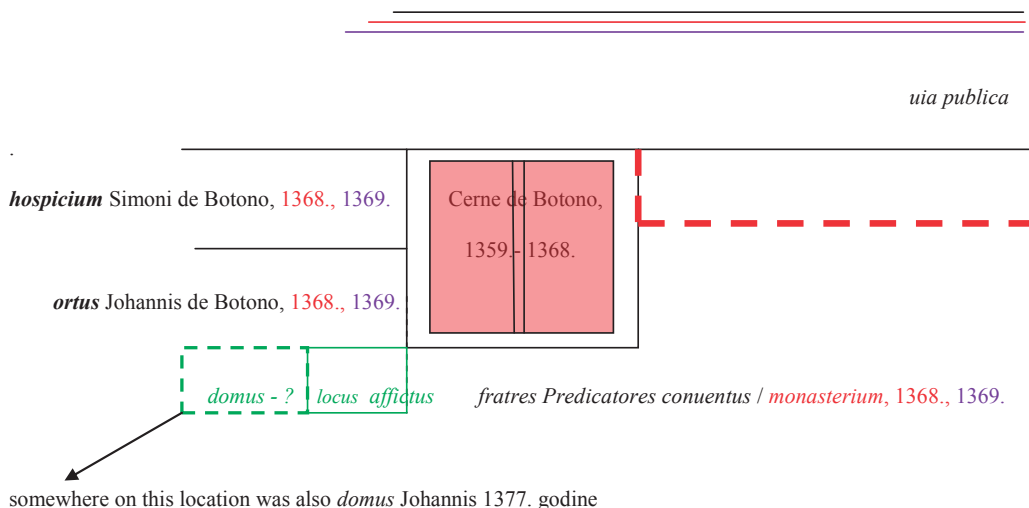 uia publica
.
hospicium Simoni de Botono, 1368., 1369.
Cerne de Botono,
1359.- 1368.
ortus Johannis de Botono, 1368., 1369.
domus - ?
locus affictus
fratres Predicatores conuentus / monasterium, 1368., 1369.
somewhere on this location was also domus Johannis 1377. godine